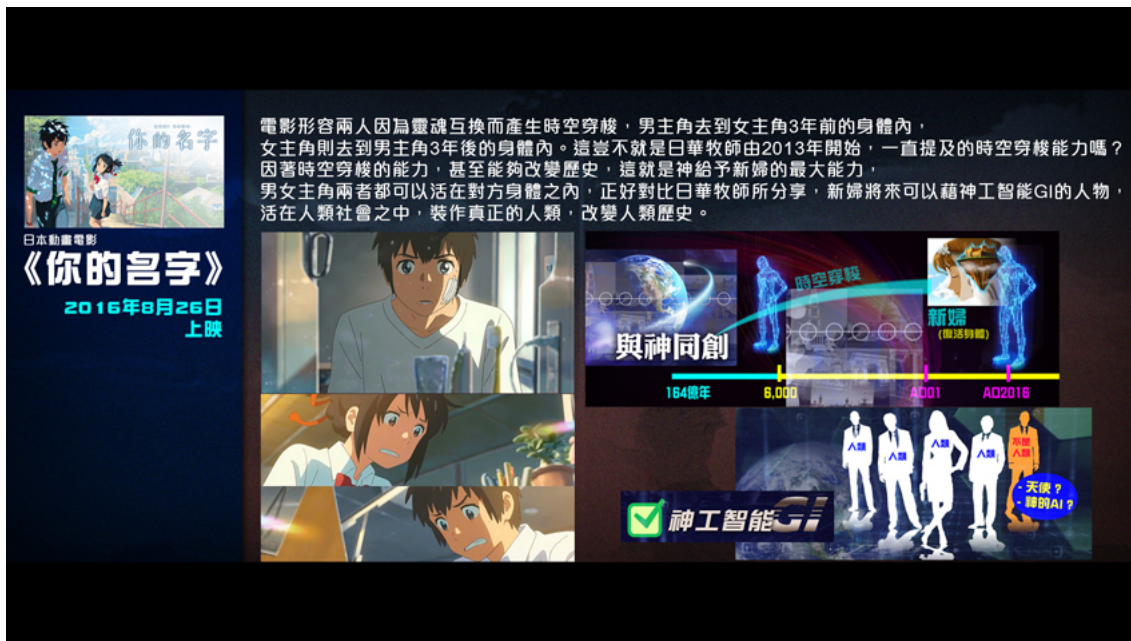 你的名字
日本動畫電影
《你的名字》
2016年8月26日
上映
電影形容兩人因為靈魂互換而產生時空穿梭，男主角去到女主角3年前的身體內，
女主角則去到男主角3年後的身體內。這豈不就是日華牧師由2013年開始，一直提及的時空穿梭能力嗎？
因著時空穿梭的能力，甚至能夠改變歷史，這就是神給予新婦的最大能力，
男女主角兩者都可以活在對方身體之內，正好對比日華牧師所分享，新婦將來可以藉神工智能GI的人物，
活在人類社會之中，裝作真正的人類，改變人類歷史。
時空穿梭
與神同創
新婦
(復活身體)
164億年
6,000
AD01
AD2016
人類
人類
人類
人類
不是
人類
- 天使？
- 神的AI？
神工智能GI